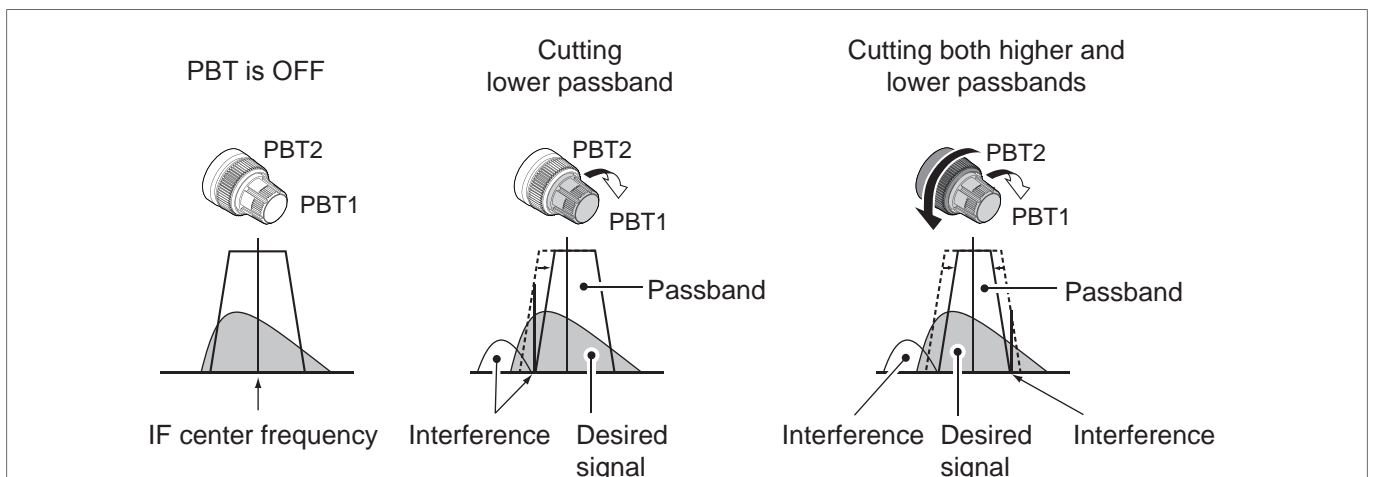 PBT is OFF
Cutting
lower passband
Cutting both higher and
lower passbands
PBT2
PBT1
PBT2
PBT1
PBT2
PBT1
Passband
Passband
IF center frequency
Interference
Desired
signal
Interference
Desired
signal
Interference